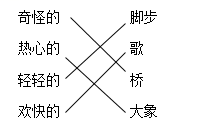 奇怪的 脚步
热心的 歌
轻轻的 桥
欢快的 大象